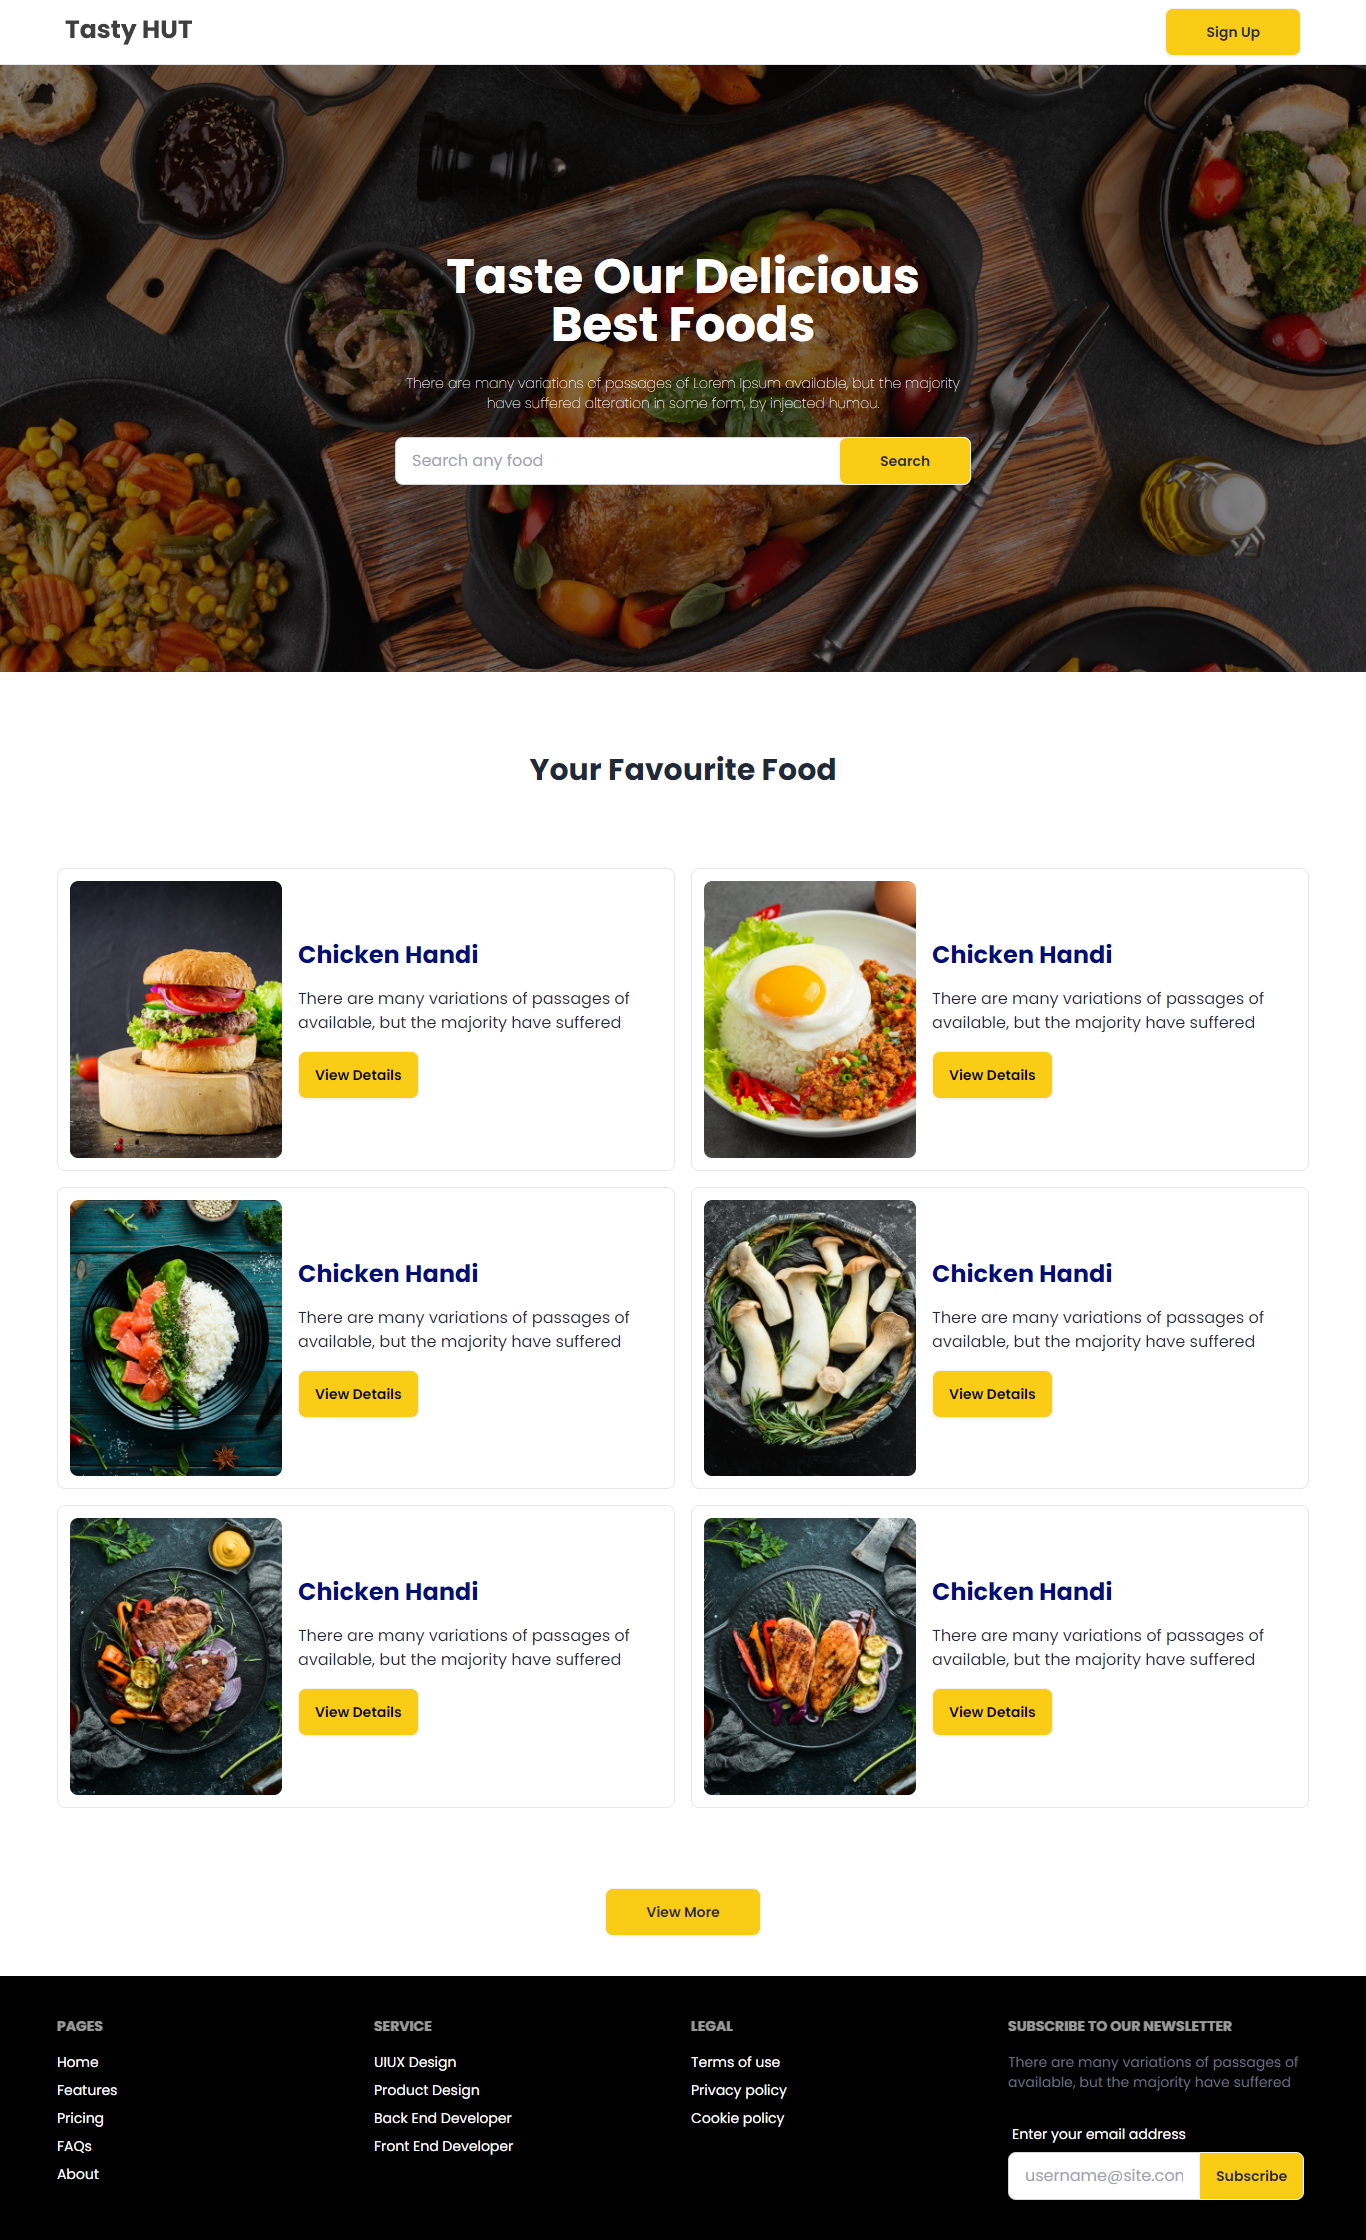 Tasty HUT
Sign Up
Taste Our Delicious
Best Foods
There are many variations of passages of Lorem Ipsum available, but the majority
have suffered alteration in some form, by injected humou.
Search any food
Search
Your Favourite Food
Chicken Handi
There are many variations of passages of
available, but the majority have suffered
View Details
Chicken Handi
There are many variations of passages of
available, but the majority have suffered
View Details
Chicken Handi
There are many variations of passages of
available, but the majority have suffered
View Details
Chicken Handi
There are many variations of passages of
available, but the majority have suffered
View Details
Chicken Handi
There are many variations of passages of
available, but the majority have suffered
View Details
Chicken Handi
There are many variations of passages of
available, but the majority have suffered
View Details
View More
PAGES
Home
Features
Pricing
FAQs
About
SERVICE
UIUX Design
Product Design
Back End Developer
Front End Developer
LEGAL
Terms of use
Privacy policy
Cookie policy
SUBSCRIBE TO OUR NEWSLETTER
There are many variations of passages of
available, but the majority have suffered
Enter your email address
username@site.con
Subscribe